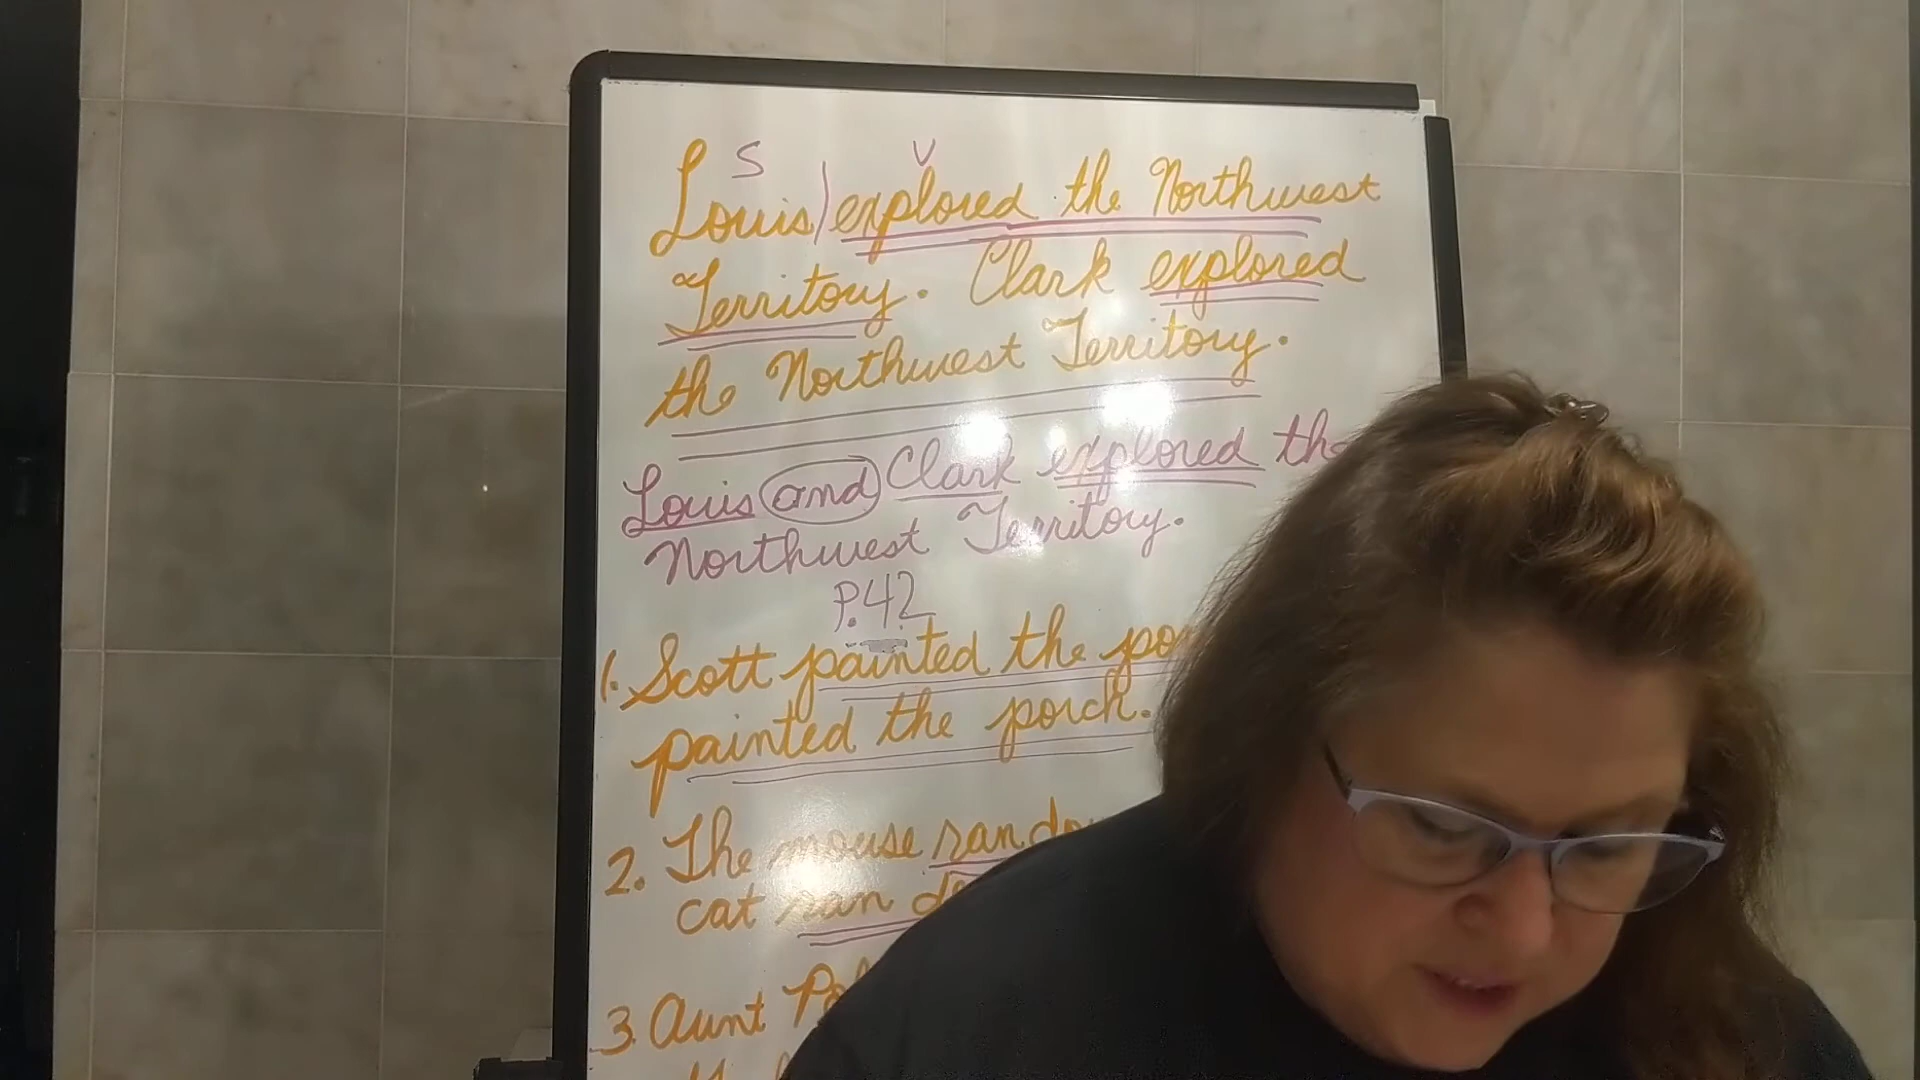 S V
Louis/explored the Northwest
Territory. Clark explored
the Northwest Territory.
Louis and Clark explored the
Northwest Territory.
P.42
1. Scott painted the
painted the porch.
2. The mouse ran
cat ran
3. Aunt